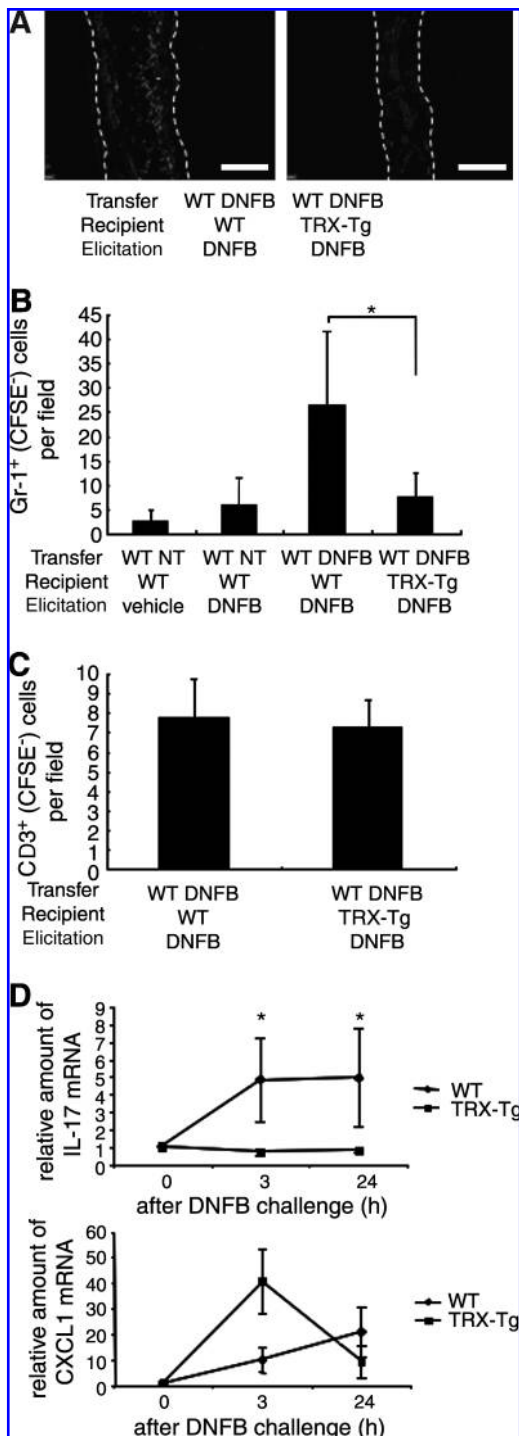 A
Transfer WT DNFB WT DNFB
Recipient WT TRX-Tg
Elicitation DNFB DNFB
B
Gr-1⁺ (CFSE⁻) cells
per field
45
40
35
30
25
20
15
10
5
0
*
Transfer WT NT WT NT WT DNFB WT DNFB
Recipient WT WT WT TRX-Tg
Elicitation vehicle DNFB DNFB DNFB
C
CD3⁺ (CFSE⁻) cells
per field
10
9
8
7
6
5
4
3
2
1
0
Transfer WT DNFB WT DNFB
Recipient WT TRX-Tg
Elicitation DNFB DNFB
D
relative amount of
IL-17 mRNA
9
8
7
6
5
4
3
2
1
0
* *
WT
TRX-Tg
0 3 24
after DNFB challenge (h)
relative amount of
CXCL1 mRNA
60
50
40
30
20
10
0
WT
TRX-Tg
0 3 24
after DNFB challenge (h)